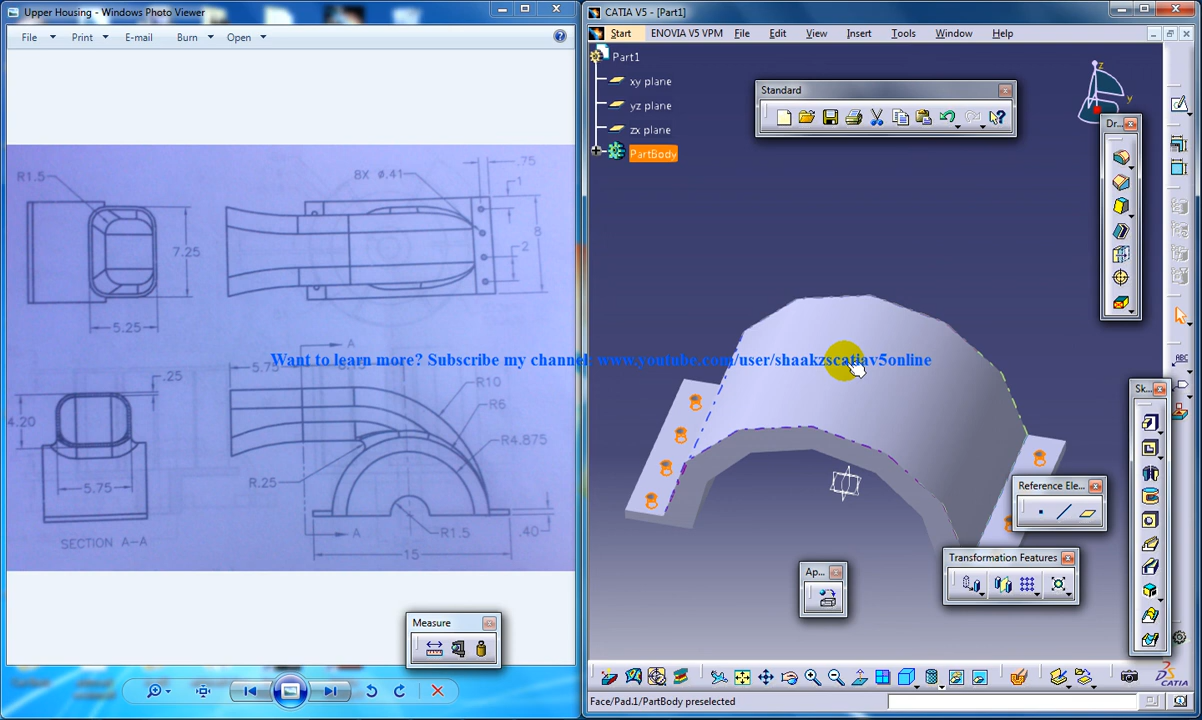 Upper Housing - Windows Photo Viewer
File Print E-mail Burn Open
R1.5
8X ø.41
.75
1
8
2
7.25
5.25
A
5.75
.25
R10
R6
4.20
R4.875
R.25
5.75
R1.5
.40
A
15
SECTION A-A
Measure
Want to learn more? Subscribe my channel: www.youtube.com/user/shaakzscatiav5online
CATIA V5 - [Part1]
Start ENOVIA V5 VPM File Edit View Insert Tools Window Help
Part1
xy plane
yz plane
zx plane
PartBody
Standard
z
y
Dr...
ABC
Sk...
Reference Ele...
Transformation Features
Ap...
CATIA
Face/Pad.1/PartBody preselected